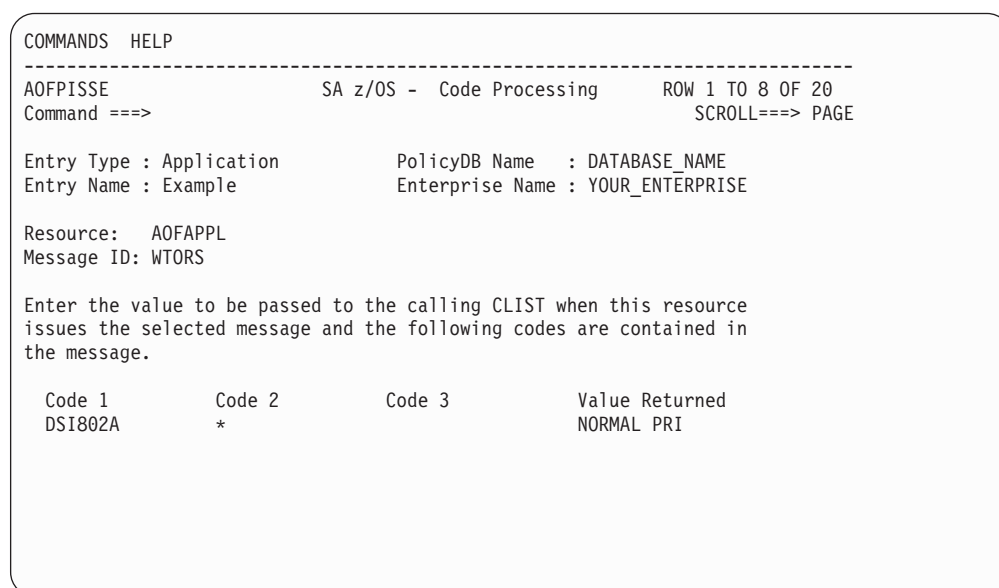 COMMANDS HELP
-------------------------------------------------------------------------------
AOFPISSE SA z/OS - Code Processing ROW 1 TO 8 OF 20
Command ===> SCROLL===> PAGE
Entry Type : Application PolicyDB Name : DATABASE_NAME
Entry Name : Example Enterprise Name : YOUR_ENTERPRISE
Resource: AOFAPPL
Message ID: WTORS
Enter the value to be passed to the calling CLIST when this resource
issues the selected message and the following codes are contained in
the message.
Code 1 Code 2 Code 3 Value Returned
DSI802A * NORMAL PRI